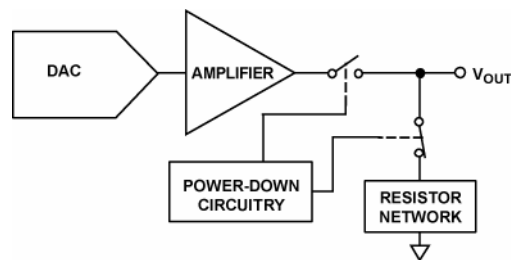 DAC
AMPLIFIER
VOUT
POWER-DOWN
CIRCUITRY
RESISTOR
NETWORK